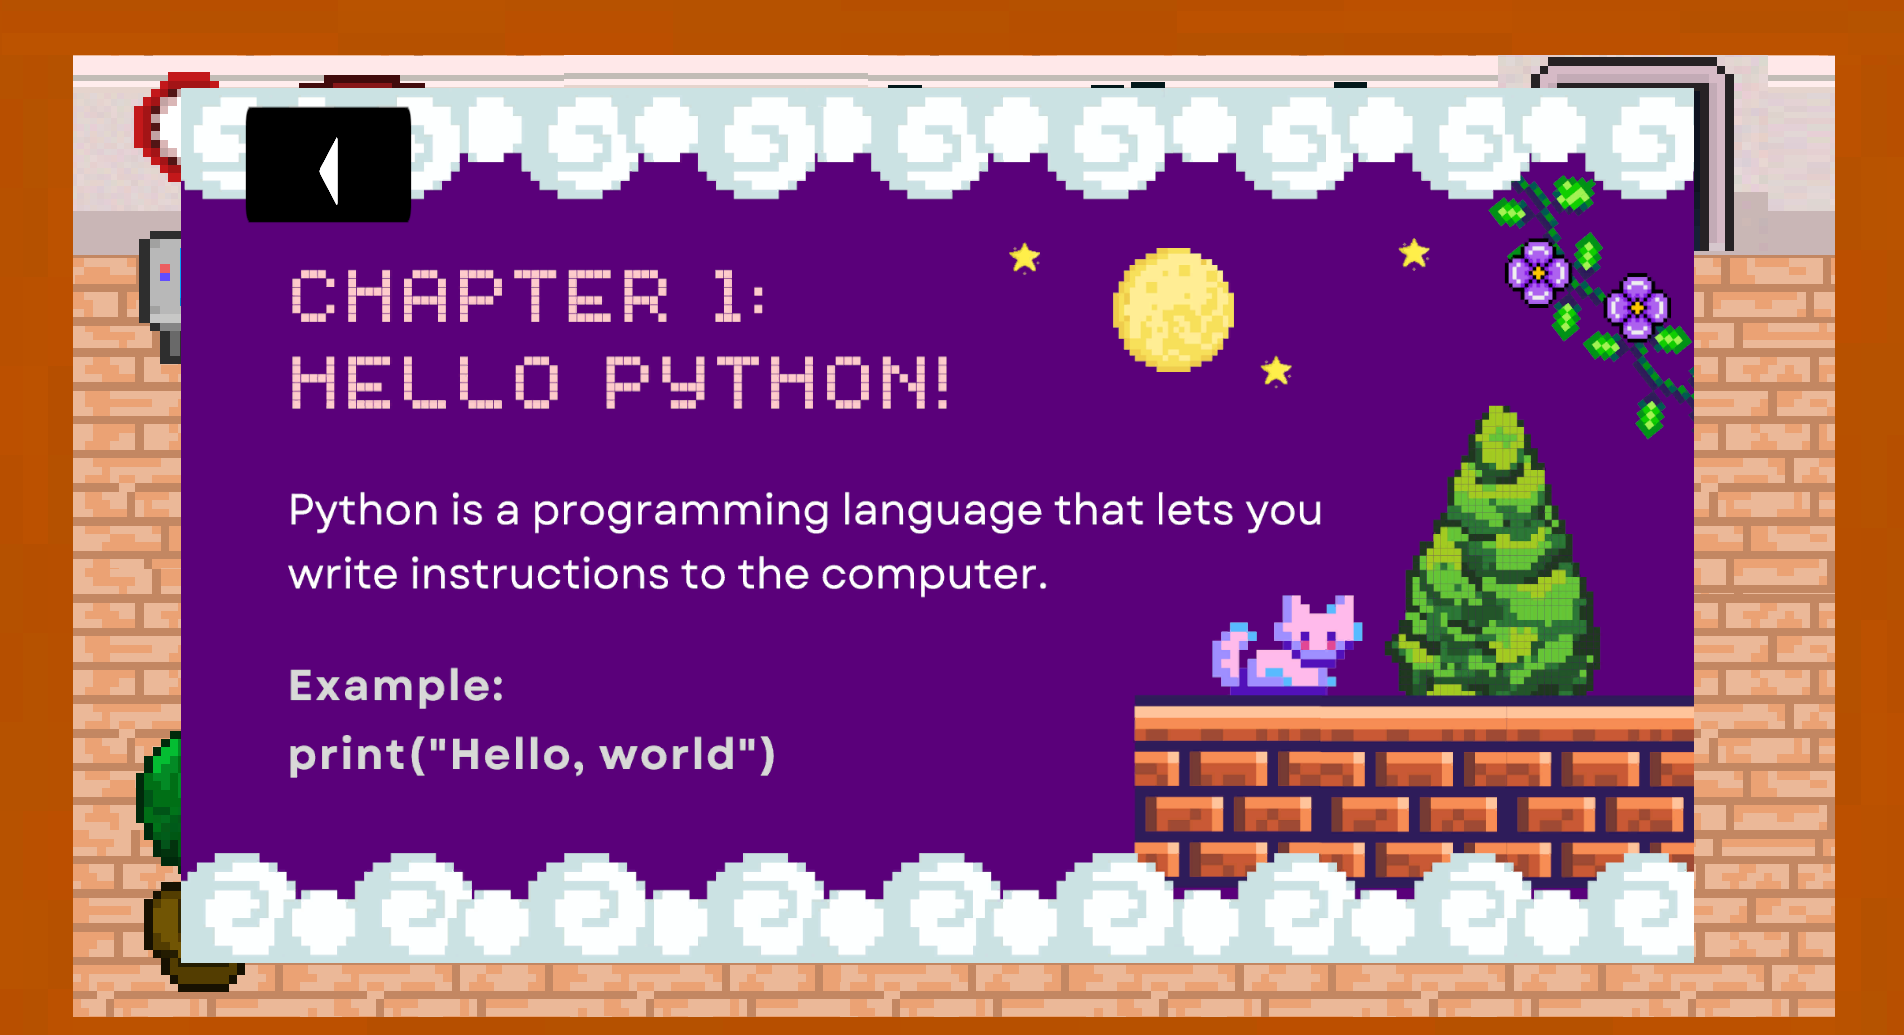 CHAPTER 1:
HELLO PYTHON!
Python is a programming language that lets you
write instructions to the computer.
Example:
print("Hello, world")